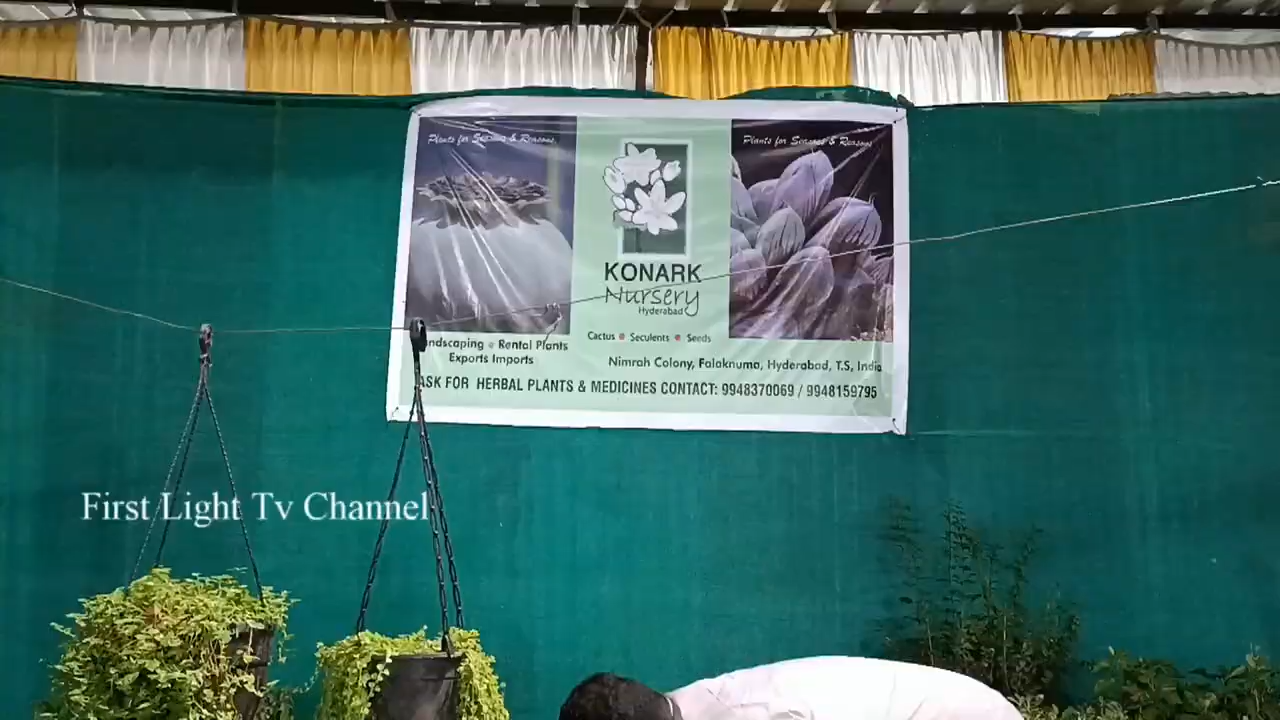 Plants for Seasons & Reasons
Plants for Seasons & Reasons
KONARK
Nursery
Hyderabad
Cactus Seculents Seeds
ndscaping Rental Plants
Exports Imports
Nimrah Colony, Falaknuma, Hyderabad, T.S, India
ASK FOR HERBAL PLANTS & MEDICINES CONTACT: 9948370069 / 9948159795
First Light Tv Channel